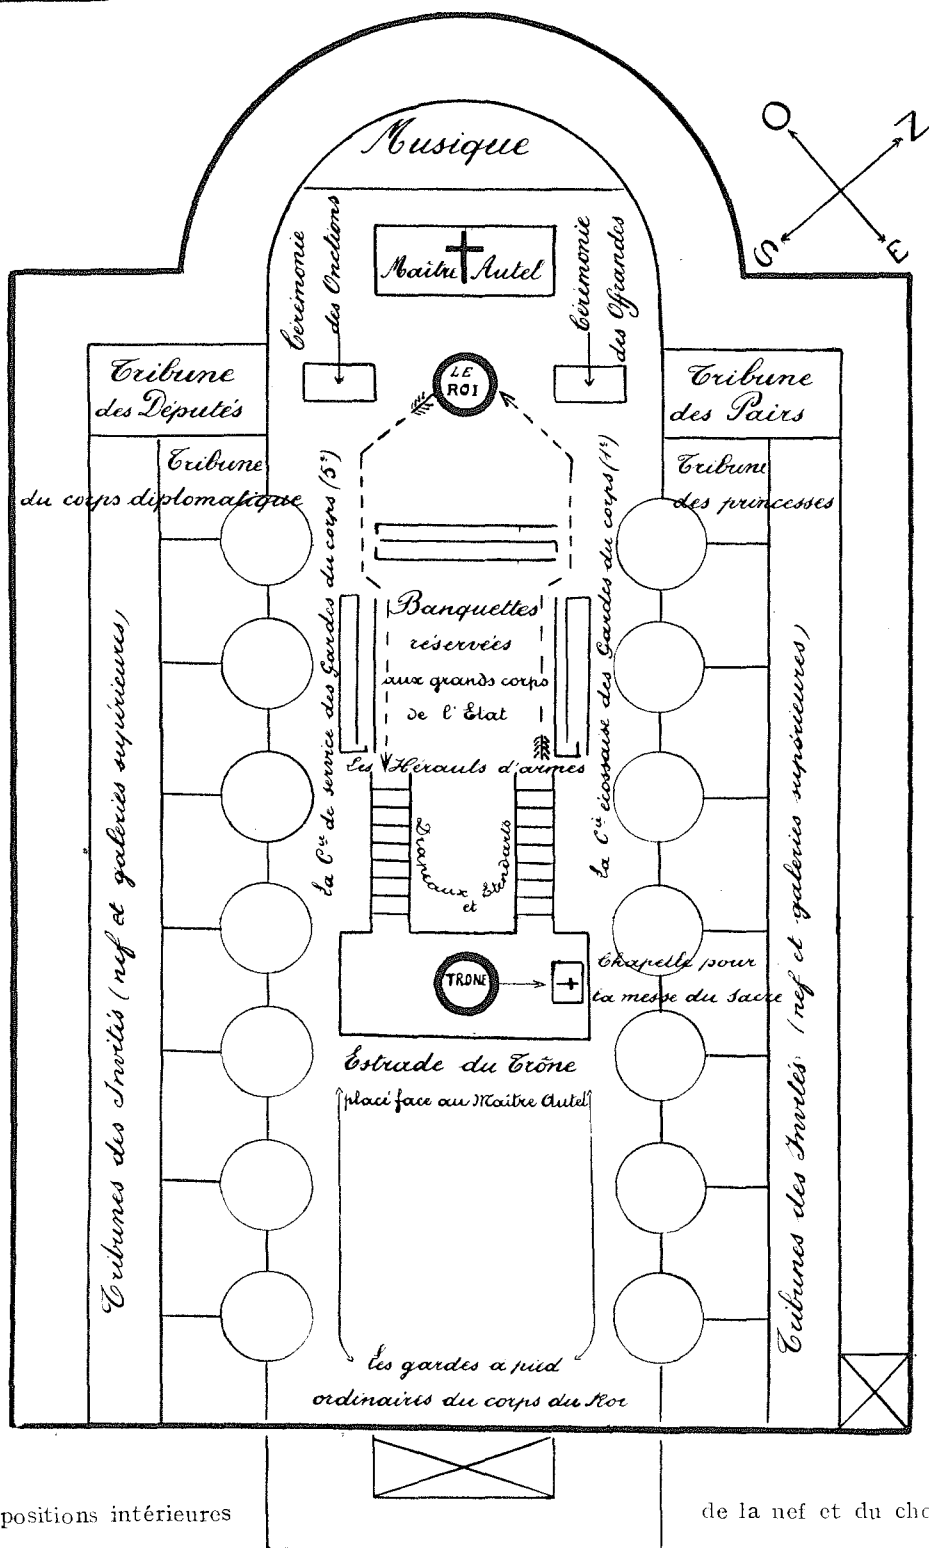 Musique
O
N
S
E
Cérémonie
des Onctions
Maître Autel
Cérémonie
des Offrandes
Tribune
des Députés
LE
ROI
Tribune
des Pairs
Tribune
du corps diplomatique
Tribune
des princesses
La Cie de service des Gardes du corps (5e)
La Cie écossaise des Gardes du corps (1e)
Banquettes
réservées
aux grands corps
de l'État
Les Hérauts d'armes
Drapeaux et Etendarts
TRONE
Chapelle pour
la messe du Sacre
Estrade du Trône
placé face au Maître Autel
Tribunes des Invités (nef et galeries supérieures)
Tribunes des Invités (nef et galeries supérieures)
Les gardes à pied
ordinaires du corps du Roi
positions intérieures
de la nef et du cho